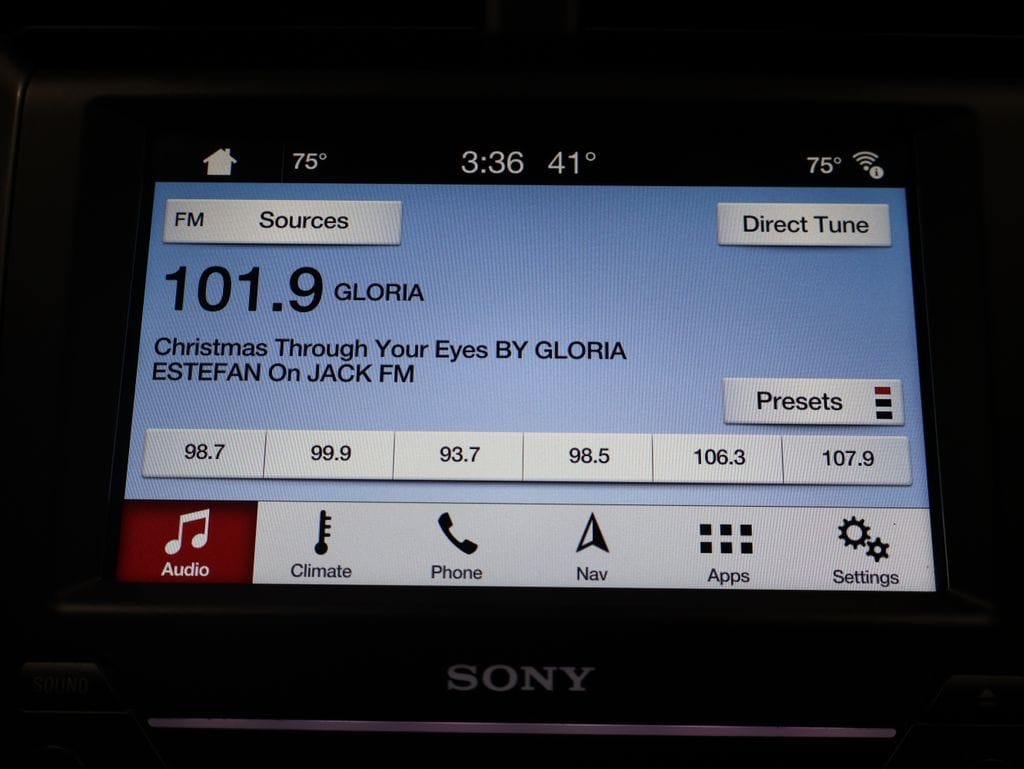 75° 3:36 41° 75°
FM Sources Direct Tune
101.9 GLORIA
Christmas Through Your Eyes BY GLORIA
ESTEFAN On JACK FM
Presets
98.7 99.9 93.7 98.5 106.3 107.9
Audio Climate Phone Nav Apps Settings
SONY
SOUND